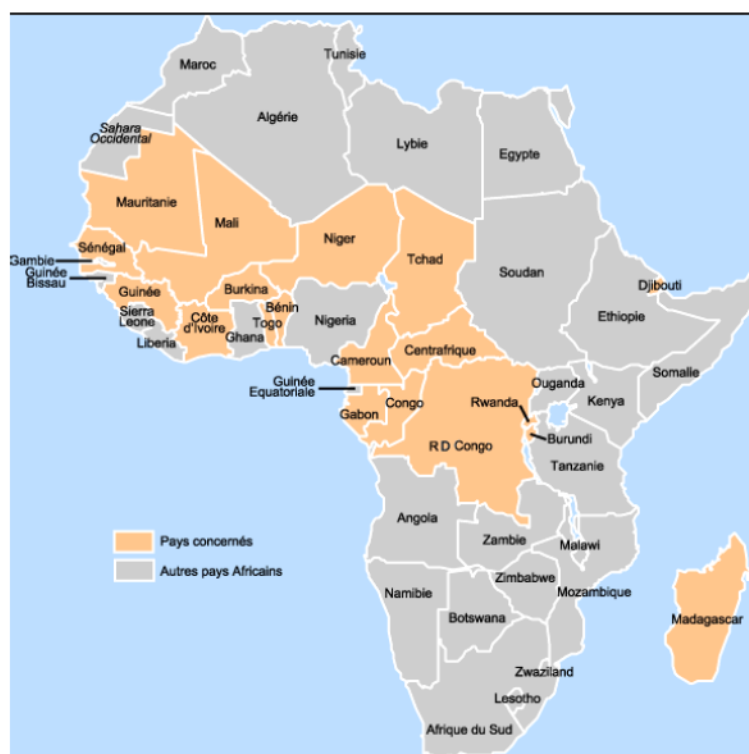 Tunisie
Maroc
Algérie
Sahara
Occidental
Lybie
Egypte
Mauritanie
Mali
Niger
Tchad
Soudan
Sénégal
Gambie
Guinée
Bissau
Guinée
Burkina
Bénin
Djibouti
Sierra
Leone
Côte
d'Ivoire
Togo
Ghana
Nigeria
Ethiopie
Liberia
Cameroun
Centrafrique
Somalie
Guinée
Equatoriale
Ouganda
Kenya
Gabon
Congo
Rwanda
Burundi
R D Congo
Tanzanie
Angola
Zambie
Malawi
Pays concernés
Autres pays Africains
Zimbabwe
Mozambique
Namibie
Botswana
Madagascar
Zwaziland
Lesotho
Afrique du Sud